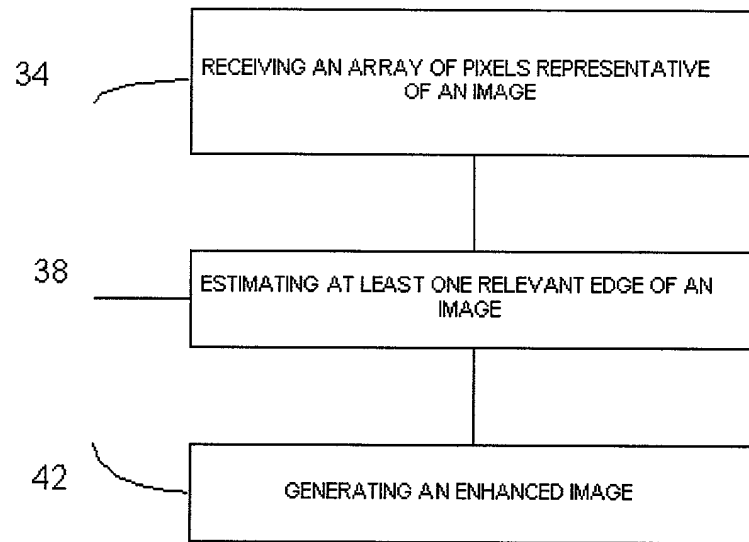 34
RECEIVING AN ARRAY OF PIXELS REPRESENTATIVE
OF AN IMAGE
38
ESTIMATING AT LEAST ONE RELEVANT EDGE OF AN
IMAGE
42
GENERATING AN ENHANCED IMAGE